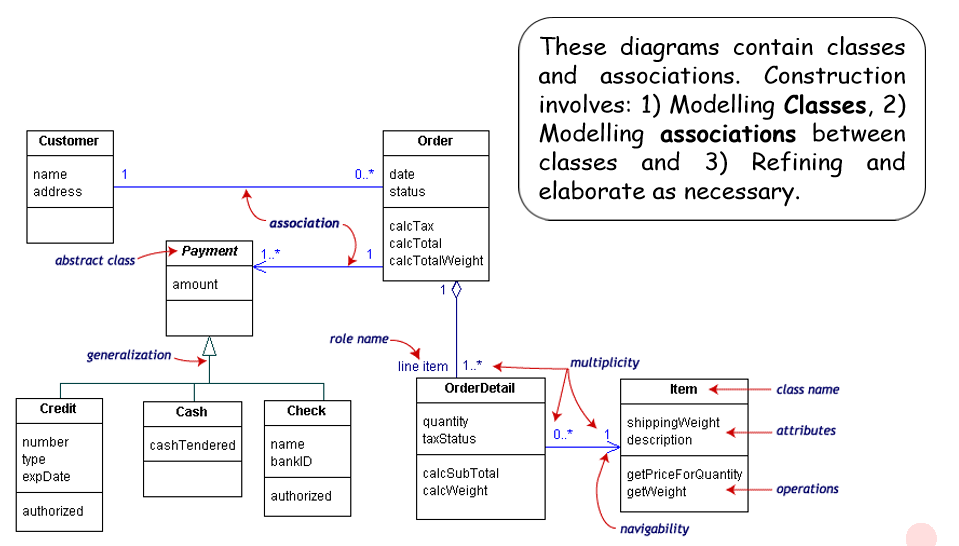 These diagrams contain classes
and associations. Construction
involves: 1) Modelling Classes, 2)
Modelling associations between
classes and 3) Refining and
elaborate as necessary.
Customer
name
address
1
0..*
Order
date
status
calcTax
calcTotal
calcTotalWeight
association
abstract class
Payment
amount
1..*
1
1
generalization
role name
line item
1..*
multiplicity
Credit
number
type
expDate
authorized
Cash
cashTendered
Check
name
bankID
authorized
OrderDetail
quantity
taxStatus
calcSubTotal
calcWeight
0..*
1
Item
shippingWeight
description
getPriceForQuantity
getWeight
class name
attributes
operations
navigability